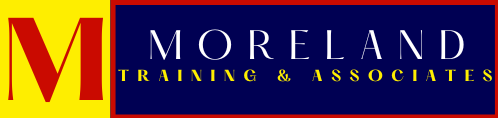 M
MORELAND
TRAINING & ASSOCIATES